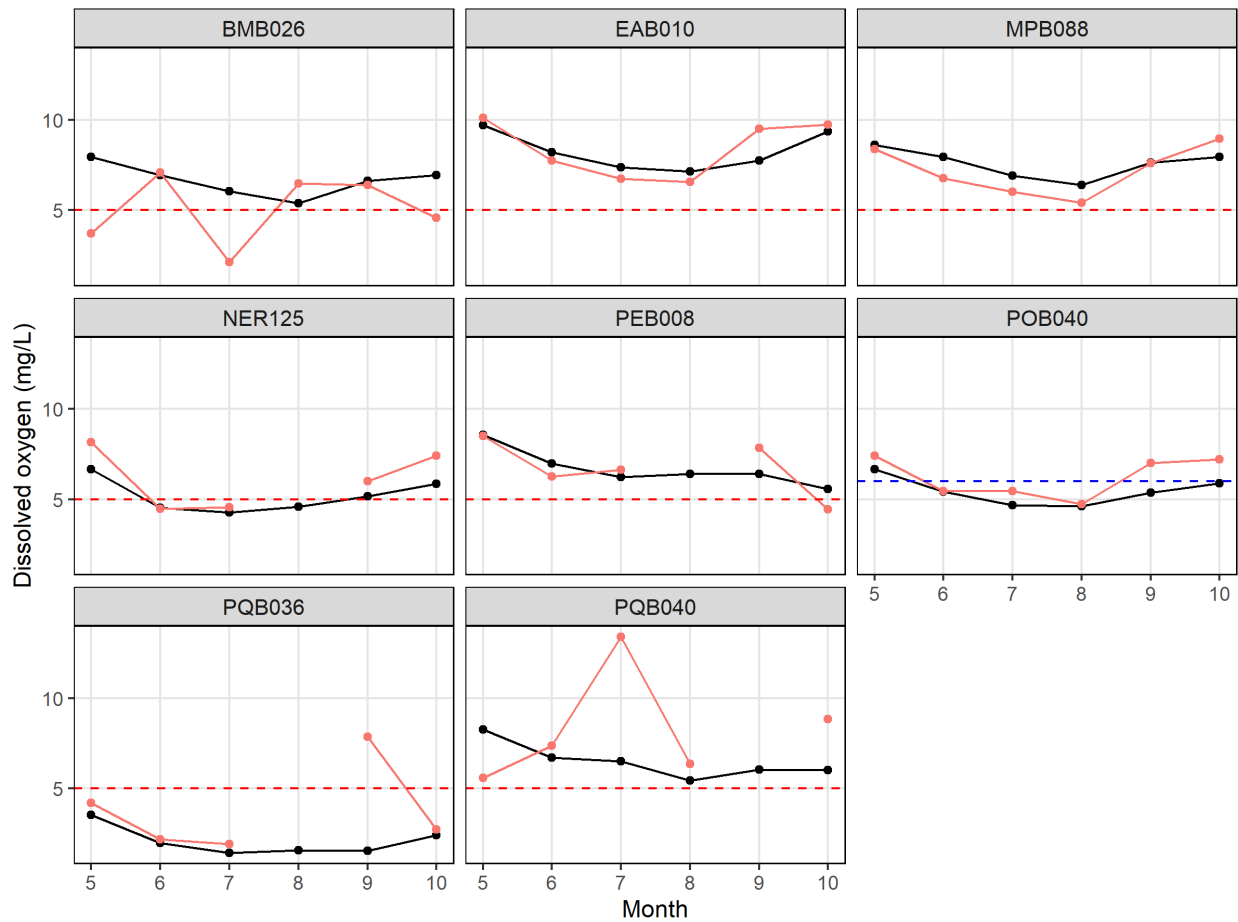 BMB026 EAB010 MPB088
10
5
NER125 PEB008 POB040
10
5
5 6 7 8 9 10
PQB036 PQB040
10
5
5 6 7 8 9 10 5 6 7 8 9 10
Month
Dissolved oxygen (mg/L)